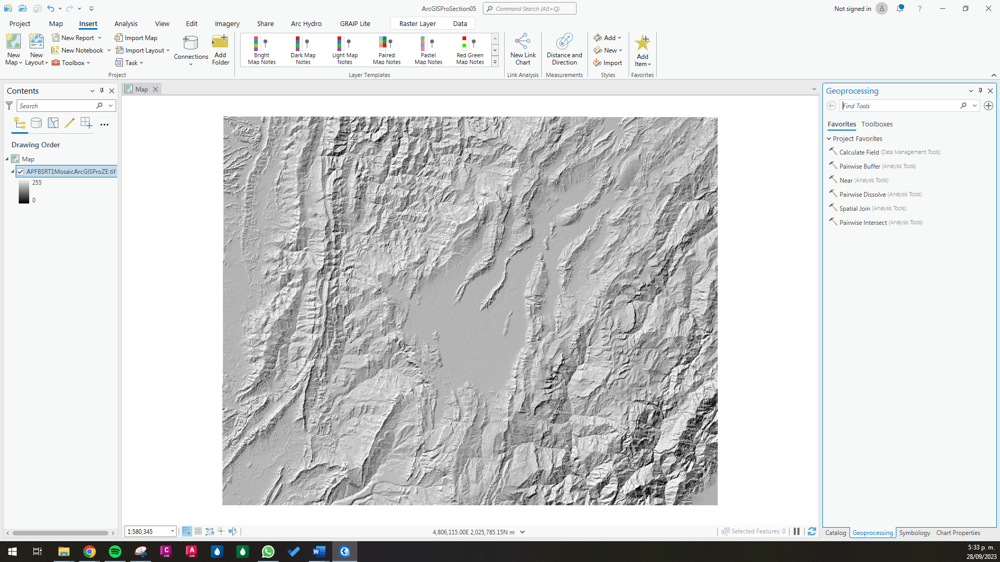 ArcGISProSection05
Command Search (Alt+Q)
Not signed in
?
Project
Map
Insert
Analysis
View
Edit
Imagery
Share
Arc Hydro
GRAIP Lite
Raster Layer
Data
New
Map
New
Layout
New Report
New Notebook
Toolbox
Import Map
Import Layout
Task
Connections
Add
Folder
Project
Bright
Map Notes
Dark Map
Notes
Light Map
Notes
Paired
Map Notes
Pastel
Map Notes
Red Green
Map Notes
Layer Templates
New Link
Chart
Link Analysis
Distance and
Direction
Measurements
Add
New
Import
Styles
Add
Item
Favorites
Contents
Search
Drawing Order
Map
APFBSRT1MosaicArcGISProZE.tif
255
0
Map
1:580,345
4,806,115.00E 2,025,785.15N m
Selected Features: 0
Geoprocessing
Find Tools
Favorites
Toolboxes
Project Favorites
Calculate Field (Data Management Tools)
Pairwise Buffer (Analysis Tools)
Near (Analysis Tools)
Pairwise Dissolve (Analysis Tools)
Spatial Join (Analysis Tools)
Pairwise Intersect (Analysis Tools)
Catalog
Geoprocessing
Symbology
Chart Properties
C
C3D
A
CAD
W
5:33 p. m.
28/09/2023